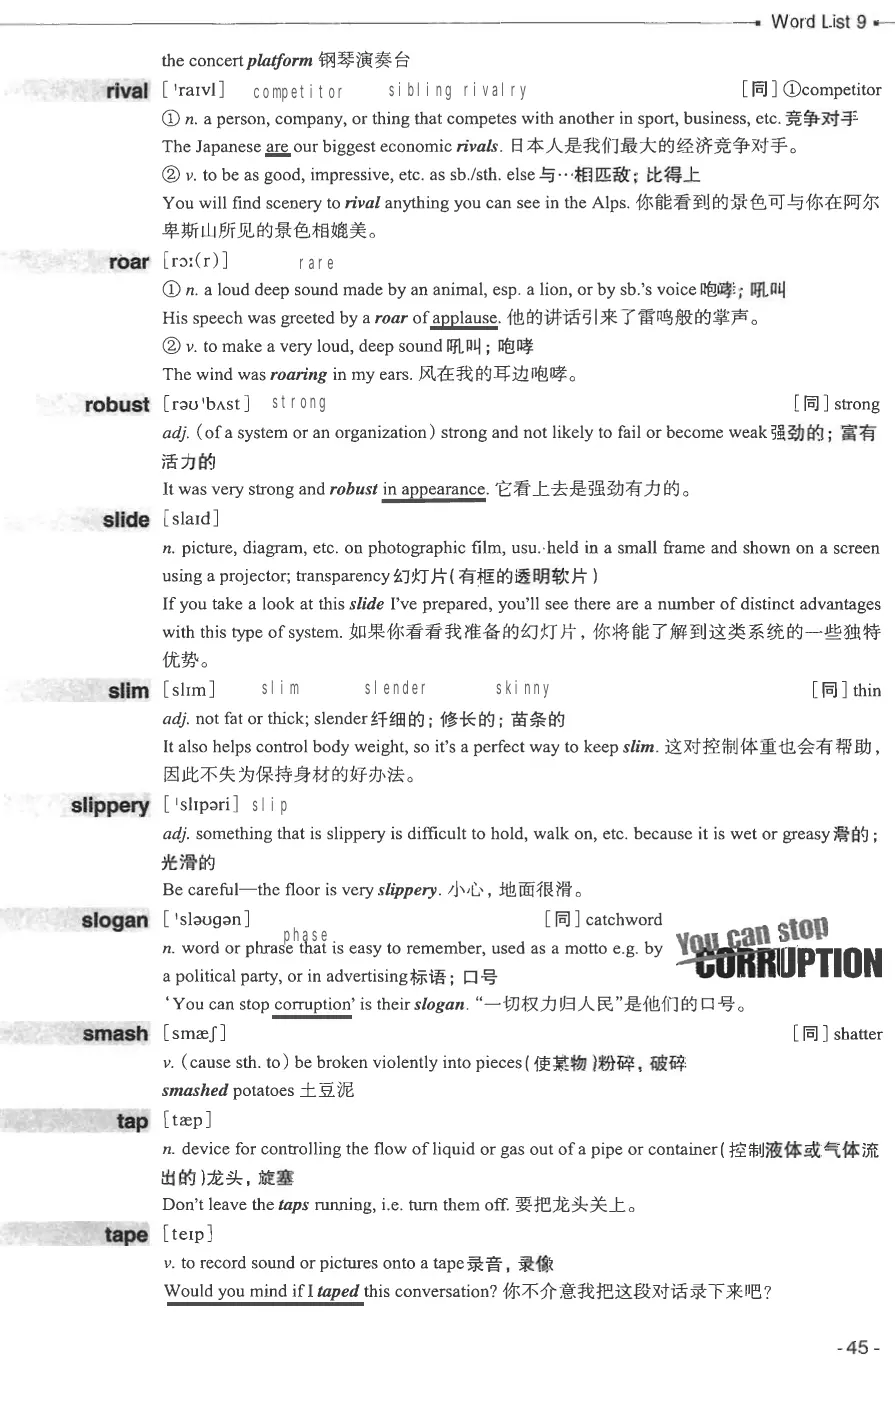 Word List 9
the concert platform 钢琴演奏台
rival [ˈraɪvl] competitor sibling rivalry [同] ①competitor
① n. a person, company, or thing that competes with another in sport, business, etc. 竞争对手
The Japanese are our biggest economic rivals. 日本人是我们最大的经济竞争对手。
② v. to be as good, impressive, etc. as sb./sth. else 与…相匹敌; 比得上
You will find scenery to rival anything you can see in the Alps. 你能看到的景色可与你在阿尔
卑斯山所见的景色相媲美。
roar [rɔː(r)] rare
① n. a loud deep sound made by an animal, esp. a lion, or by sb.'s voice 咆哮; 吼叫
His speech was greeted by a roar of applause. 他的讲话引来了雷鸣般的掌声。
② v. to make a very loud, deep sound 吼叫; 咆哮
The wind was roaring in my ears. 风在我的耳边咆哮。
robust [rəʊˈbʌst] strong [同] strong
adj. (of a system or an organization) strong and not likely to fail or become weak 强劲的; 富有
活力的
It was very strong and robust in appearance. 它看上去是强劲有力的。
slide [slaɪd]
n. picture, diagram, etc. on photographic film, usu. held in a small frame and shown on a screen
using a projector; transparency 幻灯片(有框的透明软片)
If you take a look at this slide I've prepared, you'll see there are a number of distinct advantages
with this type of system. 如果你看看我准备的幻灯片, 你将能了解到这类系统的一些独特
优势。
slim [slɪm] slim slender skinny [同] thin
adj. not fat or thick; slender 纤细的; 修长的; 苗条的
It also helps control body weight, so it's a perfect way to keep slim. 这对控制体重也会有帮助,
因此不失为保持身材的好办法。
slippery [ˈslɪpəri] slip
adj. something that is slippery is difficult to hold, walk on, etc. because it is wet or greasy 滑的;
光滑的
Be careful—the floor is very slippery. 小心, 地面很滑。
slogan [ˈsləʊɡən] [同] catchword
phase
n. word or phrase that is easy to remember, used as a motto e.g. by
a political party, or in advertising 标语; 口号
You can stop
CORRUPTION
'You can stop corruption' is their slogan. "一切权力归人民"是他们的口号。
smash [smæʃ] [同] shatter
v. (cause sth. to) be broken violently into pieces (使某物)粉碎, 破碎
smashed potatoes 土豆泥
tap [tæp]
n. device for controlling the flow of liquid or gas out of a pipe or container (控制液体或气体流
出的)龙头, 旋塞
Don't leave the taps running, i.e. turn them off. 要把龙头关上。
tape [teɪp]
v. to record sound or pictures onto a tape 录音, 录像
Would you mind if I taped this conversation? 你不介意我把这段对话录下来吧?
- 45 -